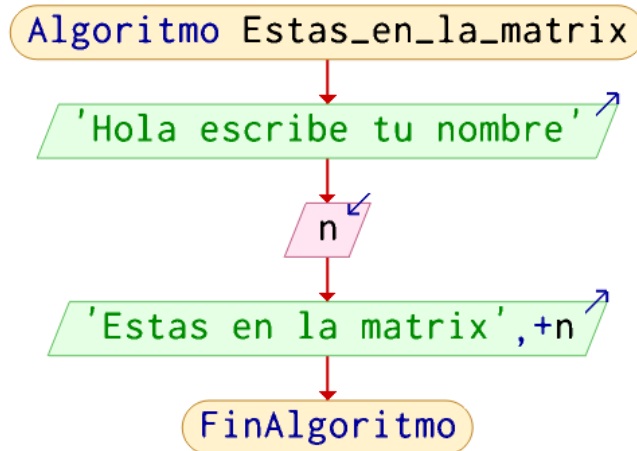 Algoritmo Estas_en_la_matrix
'Hola escribe tu nombre'
n
'Estas en la matrix',+n
FinAlgoritmo